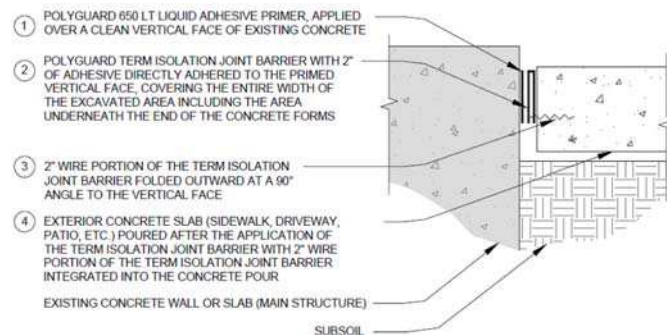 1 POLYGUARD 650 LT LIQUID ADHESIVE PRIMER, APPLIED
OVER A CLEAN VERTICAL FACE OF EXISTING CONCRETE
2 POLYGUARD TERM ISOLATION JOINT BARRIER WITH 2"
OF ADHESIVE DIRECTLY ADHERED TO THE PRIMED
VERTICAL FACE, COVERING THE ENTIRE WIDTH OF
THE EXCAVATED AREA INCLUDING THE AREA
UNDERNEATH THE END OF THE CONCRETE FORMS
3 2" WIRE PORTION OF THE TERM ISOLATION
JOINT BARRIER FOLDED OUTWARD AT A 90°
ANGLE TO THE VERTICAL FACE
4 EXTERIOR CONCRETE SLAB (SIDEWALK, DRIVEWAY,
PATIO, ETC.) POURED AFTER THE APPLICATION OF
THE TERM ISOLATION JOINT BARRIER WITH 2" WIRE
PORTION OF THE TERM ISOLATION JOINT BARRIER
INTEGRATED INTO THE CONCRETE POUR
EXISTING CONCRETE WALL OR SLAB (MAIN STRUCTURE)
SUBSOIL